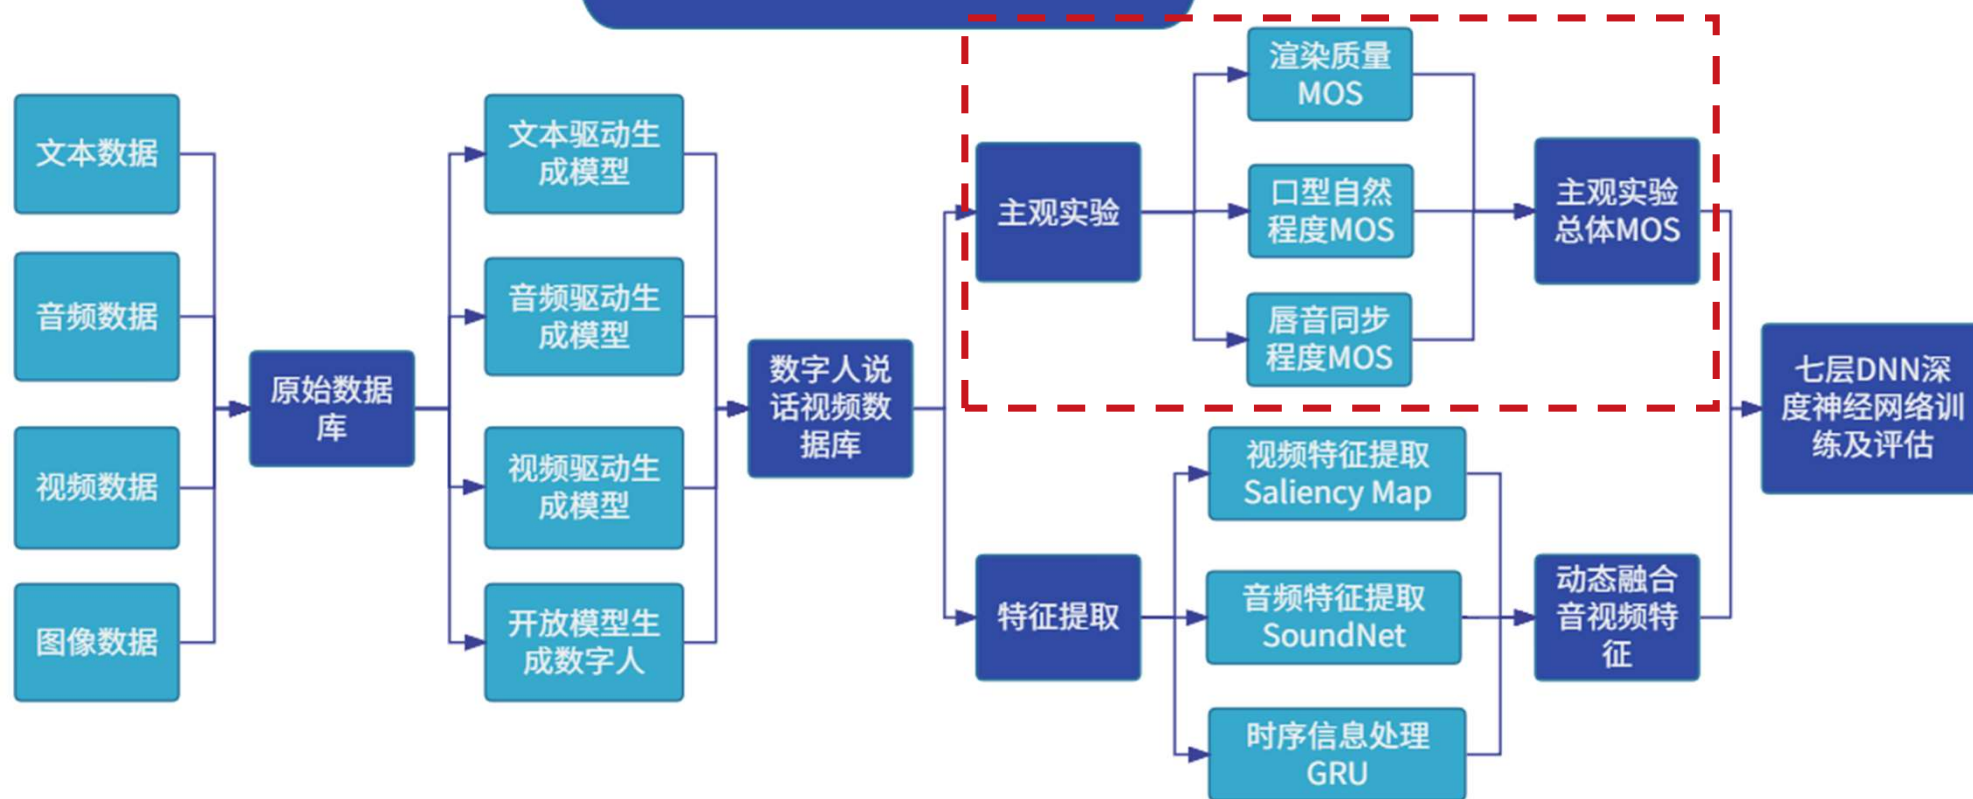 文本数据
音频数据
视频数据
图像数据
原始数据
库
文本驱动生
成模型
音频驱动生
成模型
视频驱动生
成模型
开放模型生
成数字人
数字人说
话视频数
据库
主观实验
渲染质量
MOS
口型自然
程度MOS
唇音同步
程度MOS
主观实验
总体MOS
特征提取
视频特征提取
Saliency Map
音频特征提取
SoundNet
时序信息处理
GRU
动态融合
音视频特
征
七层DNN深
度神经网络训
练及评估